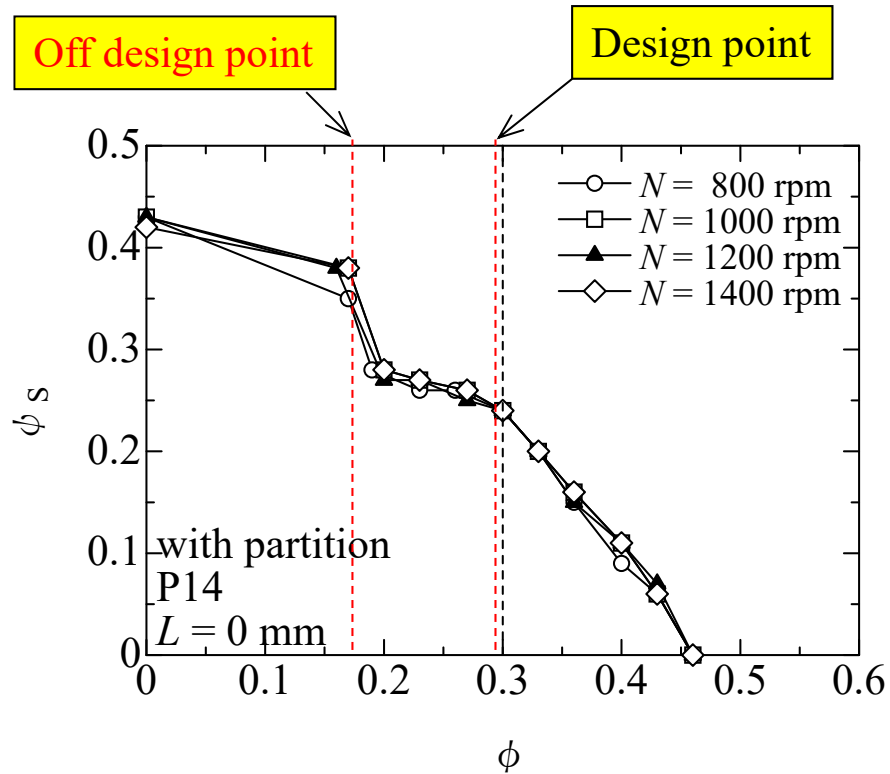 Off design point
Design point
0.5
0.4
0.3
0.2
0.1
0
ψ S
N = 800 rpm
N = 1000 rpm
N = 1200 rpm
N = 1400 rpm
with partition
P14
L = 0 mm
0 0.1 0.2 0.3 0.4 0.5 0.6
ϕ